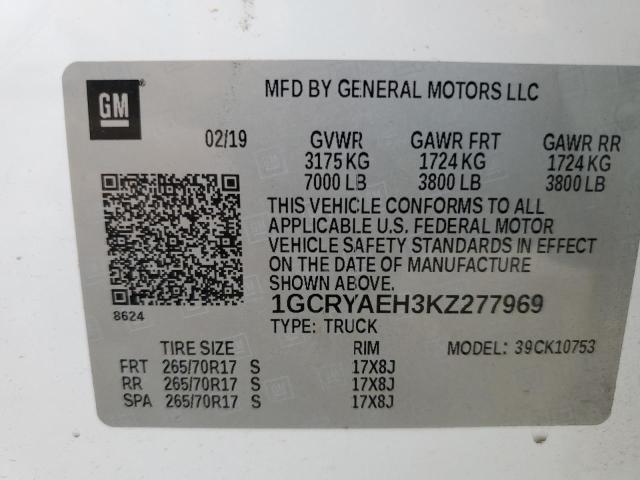 GM
MFD BY GENERAL MOTORS LLC
02/19 GVWR GAWR FRT GAWR RR
3175 KG 1724 KG 1724 KG
7000 LB 3800 LB 3800 LB
THIS VEHICLE CONFORMS TO ALL
APPLICABLE U.S. FEDERAL MOTOR
VEHICLE SAFETY STANDARDS IN EFFECT
ON THE DATE OF MANUFACTURE
SHOWN ABOVE.
8624 1GCRYAEH3KZ277969
TYPE: TRUCK
TIRE SIZE RIM MODEL: 39CK10753
FRT 265/70R17 S 17X8J
RR 265/70R17 S 17X8J
SPA 265/70R17 S 17X8J